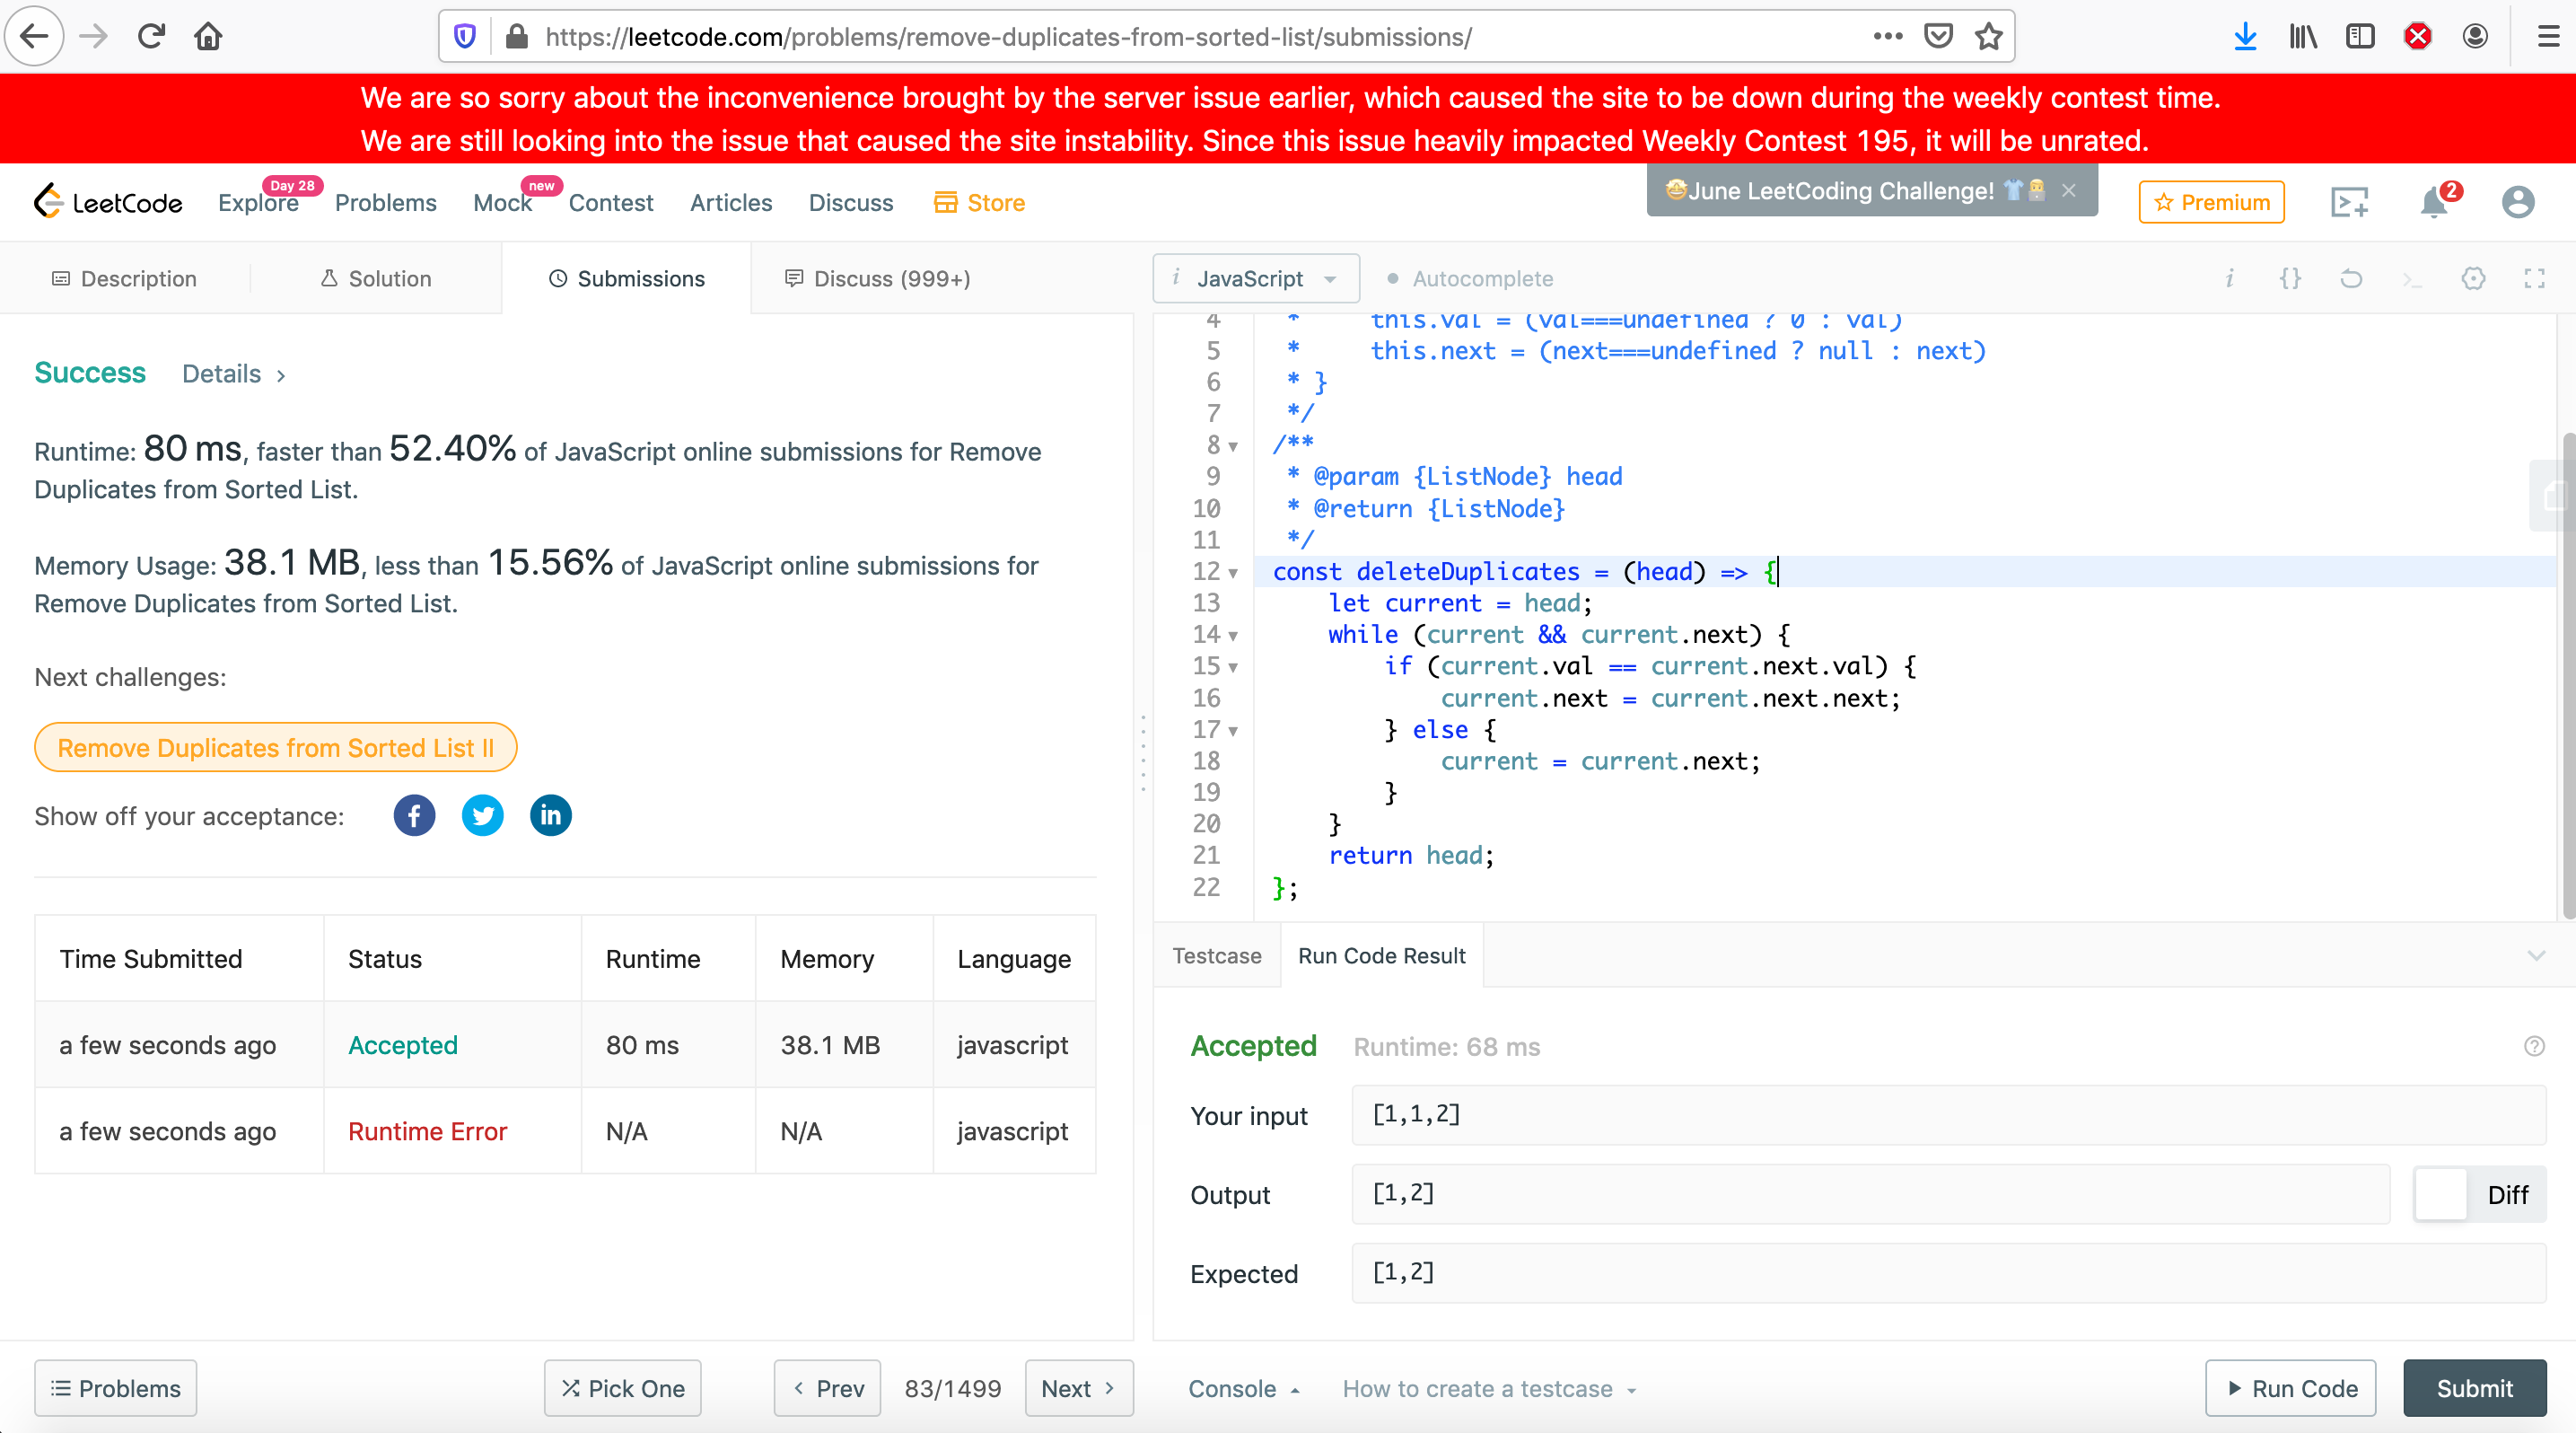 https://leetcode.com/problems/remove-duplicates-from-sorted-list/submissions/
We are so sorry about the inconvenience brought by the server issue earlier, which caused the site to be down during the weekly contest time.
We are still looking into the issue that caused the site instability. Since this issue heavily impacted Weekly Contest 195, it will be unrated.
LeetCode Explore Day 28 Problems Mock new Contest Articles Discuss Store 🤩June LeetCoding Challenge! 👕 × Premium 2
Description Solution Submissions Discuss (999+)
i JavaScript Autocomplete i {} >_
Success Details >
Runtime: 80 ms, faster than 52.40% of JavaScript online submissions for Remove
Duplicates from Sorted List.
Memory Usage: 38.1 MB, less than 15.56% of JavaScript online submissions for
Remove Duplicates from Sorted List.
Next challenges:
Remove Duplicates from Sorted List II
Show off your acceptance: f in
Time Submitted Status Runtime Memory Language
a few seconds ago Accepted 80 ms 38.1 MB javascript
a few seconds ago Runtime Error N/A N/A javascript
4 * this.val = (val===undefined ? 0 : val)
5 * this.next = (next===undefined ? null : next)
6 * }
7 */
8 /**
9 * @param {ListNode} head
10 * @return {ListNode}
11 */
12 const deleteDuplicates = (head) => {
13 let current = head;
14 while (current && current.next) {
15 if (current.val == current.next.val) {
16 current.next = current.next.next;
17 } else {
18 current = current.next;
19 }
20 }
21 return head;
22 };
Testcase Run Code Result
Accepted Runtime: 68 ms
Your input [1,1,2]
Output [1,2] Diff
Expected [1,2]
Problems Pick One < Prev 83/1499 Next > Console How to create a testcase Run Code Submit